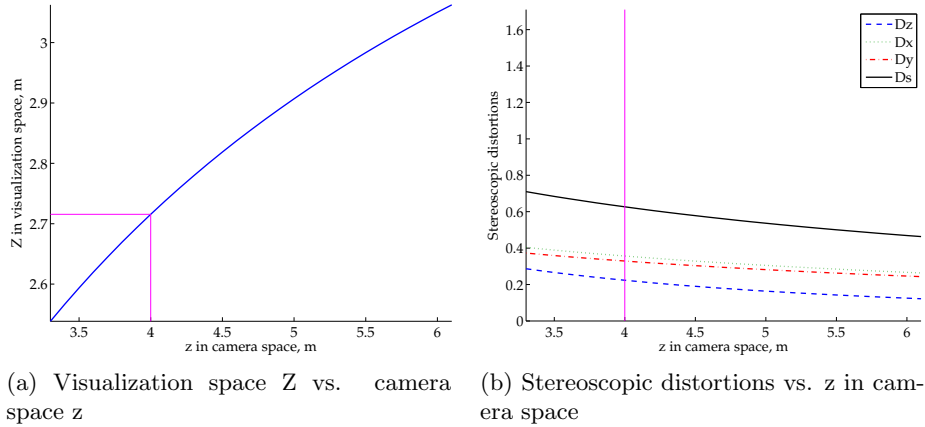 3
2.9
2.8
2.7
2.6
Z in visualization space, m
3.5 4 4.5 5 5.5 6
z in camera space, m
(a) Visualization space Z vs. camera
space z
1.6
1.4
1.2
1
0.8
0.6
0.4
0.2
0
Stereoscopic distortions
Dz
Dx
Dy
Ds
3.5 4 4.5 5 5.5 6
z in camera space, m
(b) Stereoscopic distortions vs. z in cam-
era space